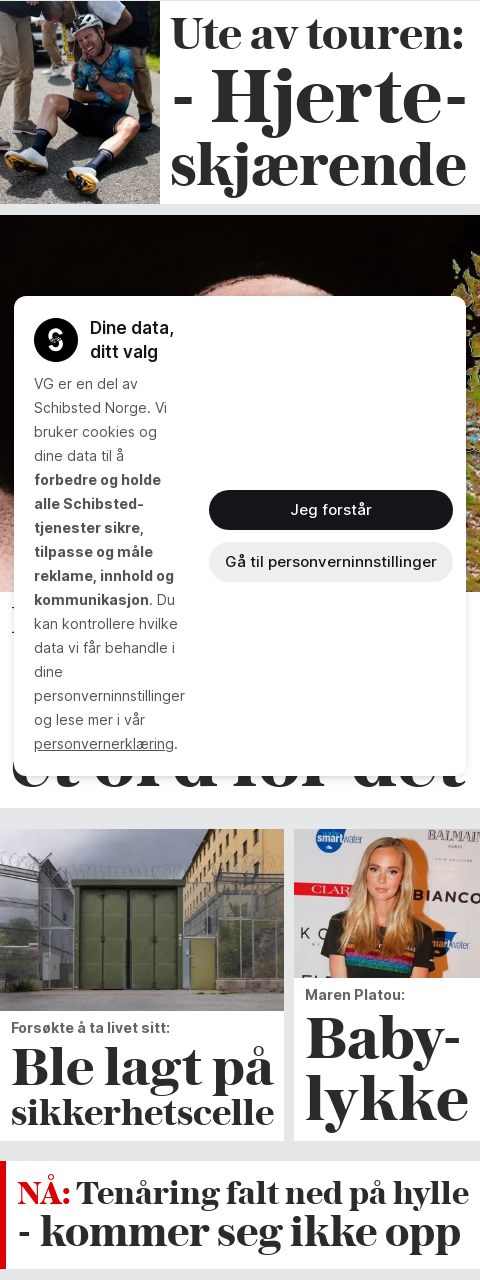 Ute av touren:
- Hjerte-
skjærende
Dine data,
ditt valg
VG er en del av
Schibsted Norge. Vi
bruker cookies og
dine data til å
forbedre og holde
alle Schibsted-
tjenester sikre,
tilpasse og måle
reklame, innhold og
kommunikasjon. Du
kan kontrollere hvilke
data vi får behandle i
dine
personverninnstillinger
og lese mer i vår
personvernerklæring.
Jeg forstår
Gå til personverninnstillinger
et ord for det
smartwater
BALMAIN
PARIS
BIANCO
smartwater
Forsøkte å ta livet sitt:
Ble lagt på
sikkerhetscelle
Maren Platou:
Baby-
lykke
NÅ: Tenåring falt ned på hylle
- kommer seg ikke opp